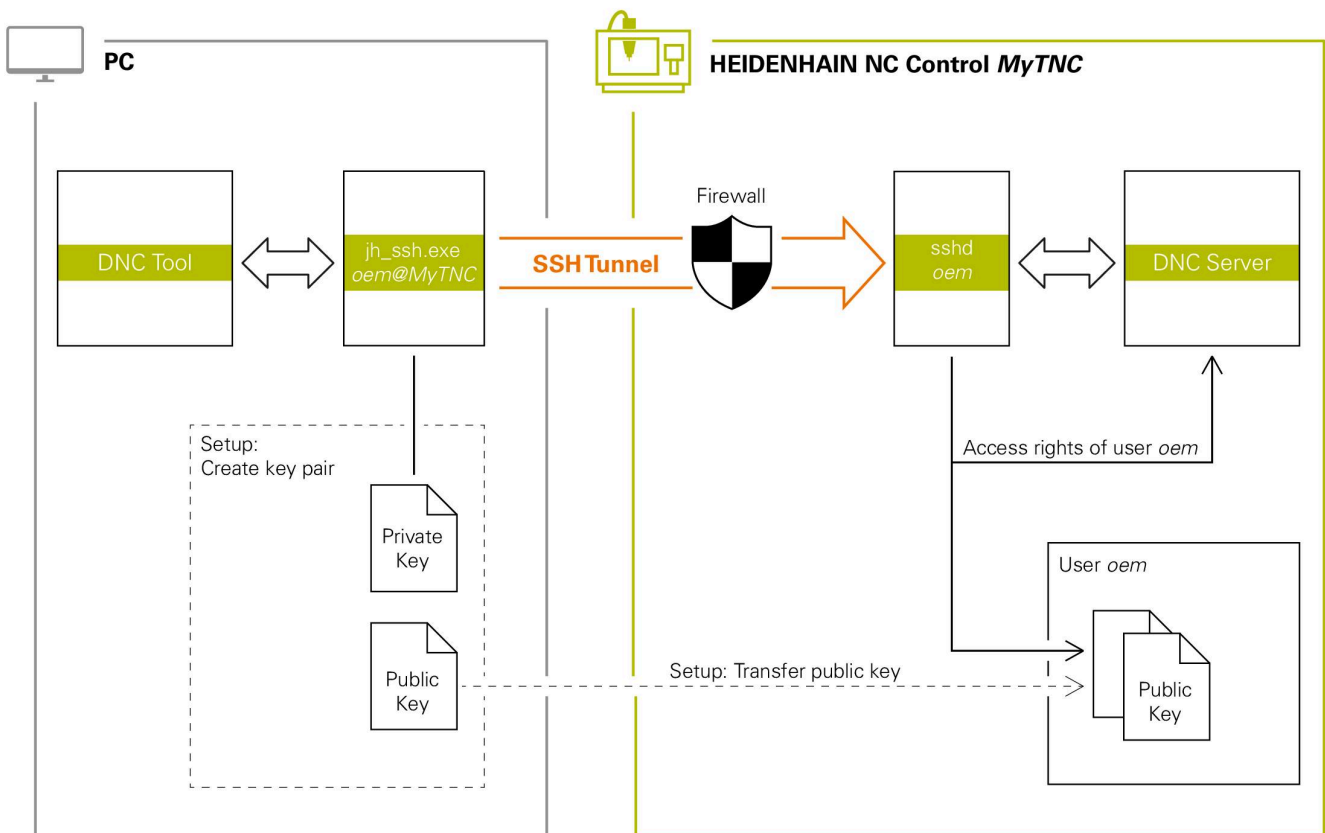 PC
HEIDENHAIN NC Control MyTNC
Firewall
DNC Tool
jh_ssh.exe
oem@MyTNC
SSH Tunnel
sshd
oem
DNC Server
Setup:
Create key pair
Access rights of user oem
Private
Key
User oem
Public
Key
Setup: Transfer public key
Public
Key